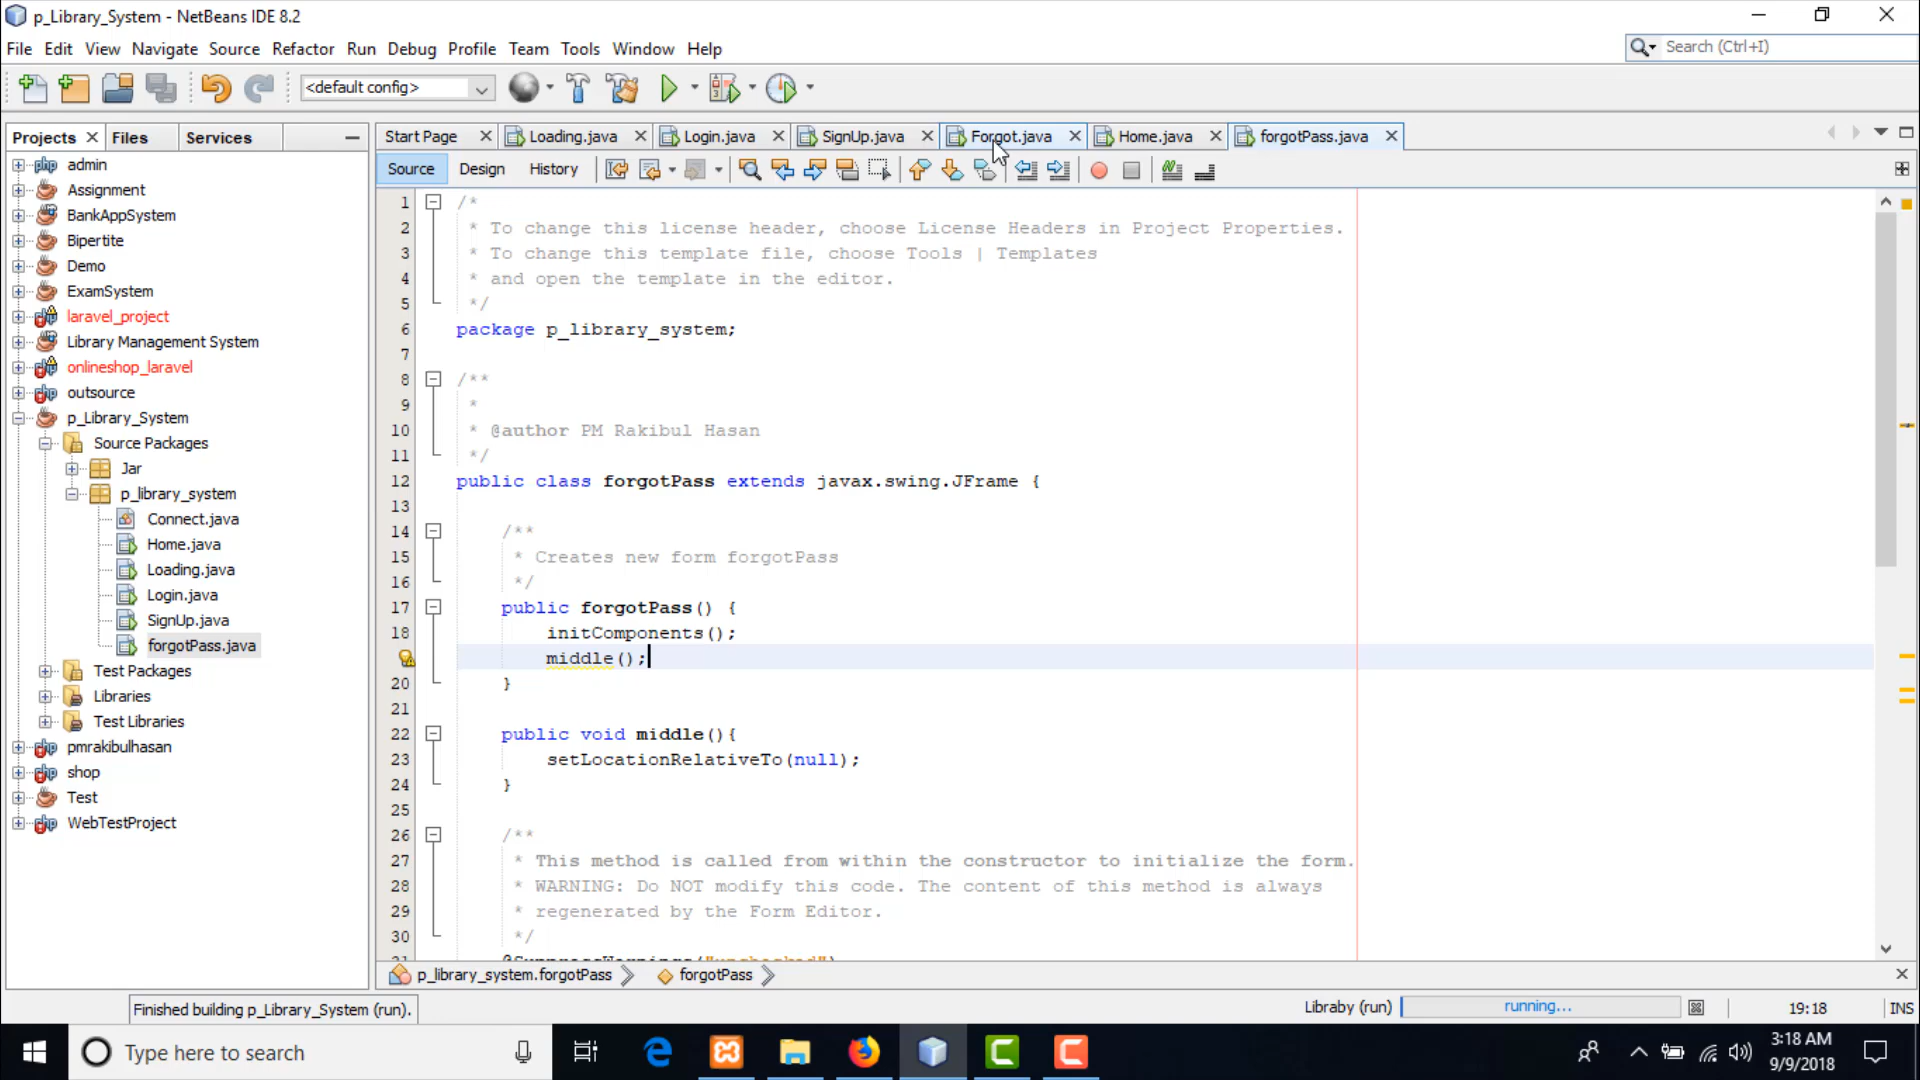 p_Library_System - NetBeans IDE 8.2
File Edit View Navigate Source Refactor Run Debug Profile Team Tools Window Help
Search (Ctrl+I)
<default config>
Projects Files Services
Start Page Loading.java Login.java SignUp.java Forgot.java Home.java forgotPass.java
Source Design History
admin
Assignment
BankAppSystem
Bipertite
Demo
ExamSystem
laravel_project
Library Management System
onlineshop_laravel
outsource
p_Library_System
Source Packages
Jar
p_library_system
Connect.java
Home.java
Loading.java
Login.java
SignUp.java
forgotPass.java
Test Packages
Libraries
Test Libraries
pmrakibulhasan
shop
Test
WebTestProject
1 /*
2 * To change this license header, choose License Headers in Project Properties.
3 * To change this template file, choose Tools | Templates
4 * and open the template in the editor.
5 */
6 package p_library_system;
7
8 /**
9 *
10 * @author PM Rakibul Hasan
11 */
12 public class forgotPass extends javax.swing.JFrame {
13
14 /**
15 * Creates new form forgotPass
16 */
17 public forgotPass() {
18 initComponents();
middle();
20 }
21
22 public void middle(){
23 setLocationRelativeTo(null);
24 }
25
26 /**
27 * This method is called from within the constructor to initialize the form.
28 * WARNING: Do NOT modify this code. The content of this method is always
29 * regenerated by the Form Editor.
30 */
31 @SuppressWarnings("unchecked")
p_library_system.forgotPass forgotPass
Finished building p_Library_System (run).
Libraby (run) running... 19:18 INS
Type here to search
3:18 AM
9/9/2018